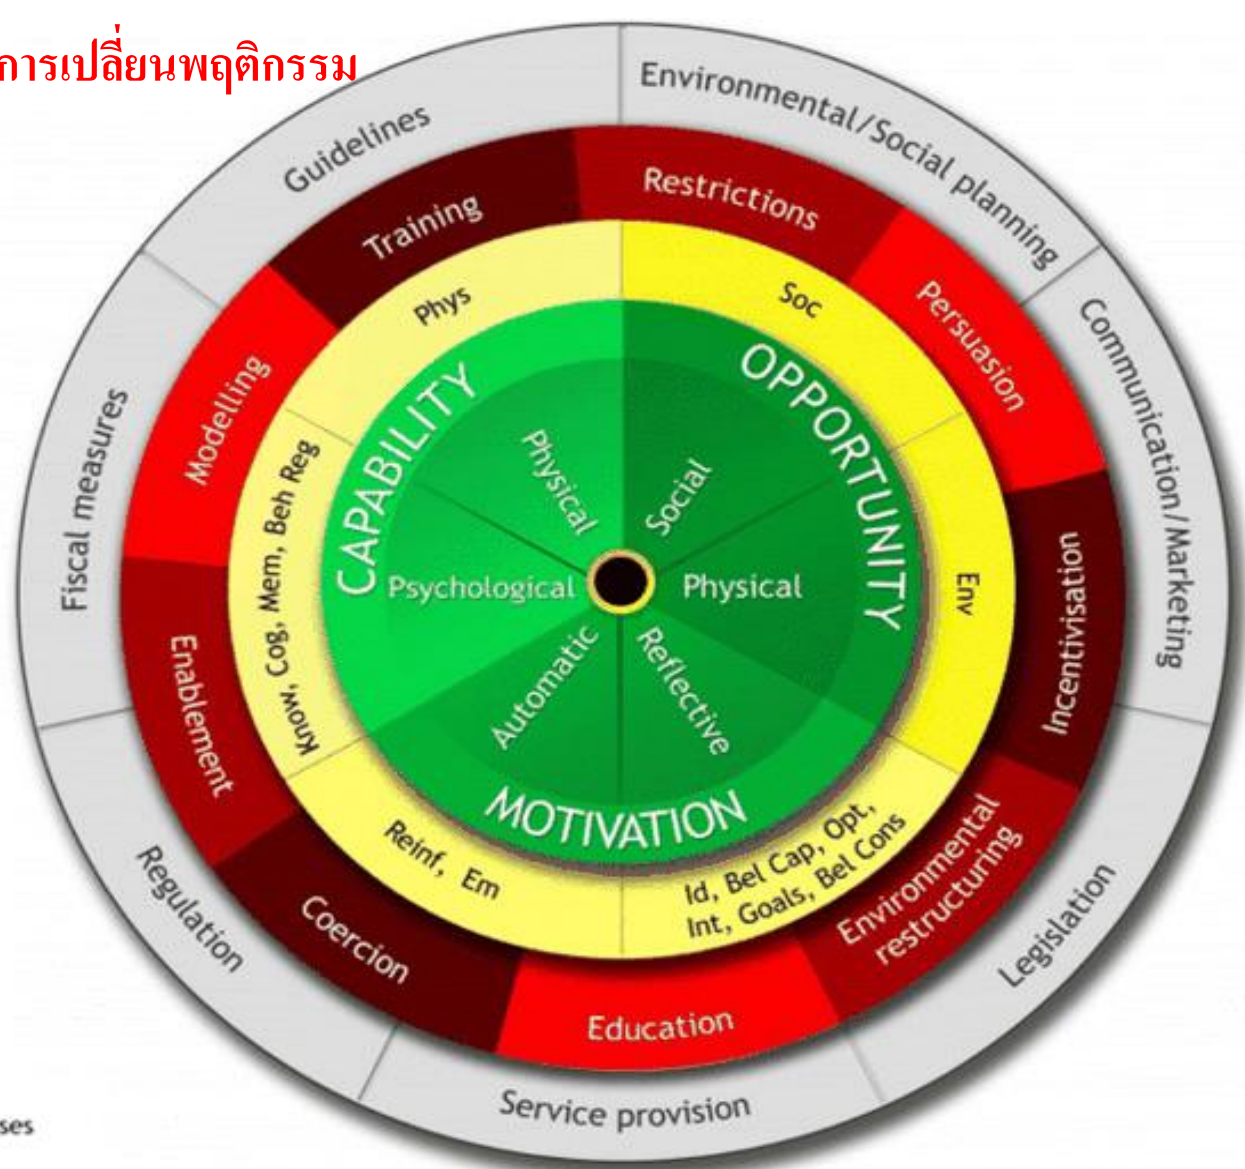 การเปลี่ยนพฤติกรรม
Guidelines
Environmental/Social planning
Communication/Marketing
Legislation
Service provision
Regulation
Fiscal measures
Training
Restrictions
Persuasion
Incentivisation
Environmental
restructuring
Education
Coercion
Enablement
Modelling
Phys
Soc
Env
Id, Bel Cap, Opt,
Int, Goals, Bel Cons
Reinf, Em
Know, Cog, Mem, Beh Reg
CAPABILITY
OPPORTUNITY
MOTIVATION
Physical
Social
Physical
Reflective
Automatic
Psychological
ses